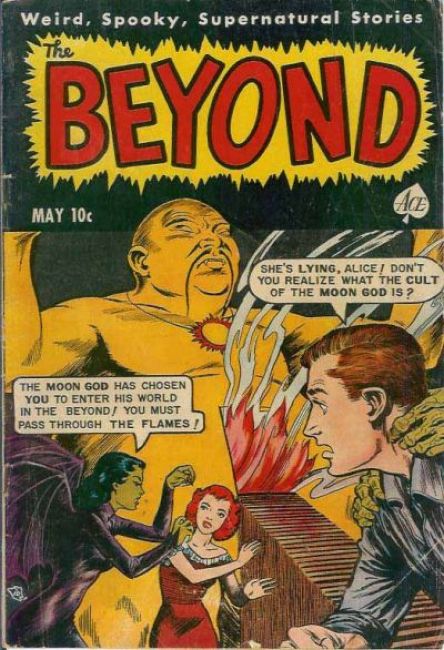 Weird, Spooky, Supernatural Stories
The
BEYOND
MAY 10c
ACE
SHE'S LYING, ALICE! DON'T
YOU REALIZE WHAT THE CULT
OF THE MOON GOD IS?
THE MOON GOD HAS CHOSEN
YOU TO ENTER HIS WORLD
IN THE BEYOND! YOU MUST
PASS THROUGH THE FLAMES!